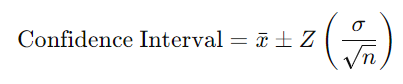 Confidence Interval = x̄ ± Z (σ/√n)